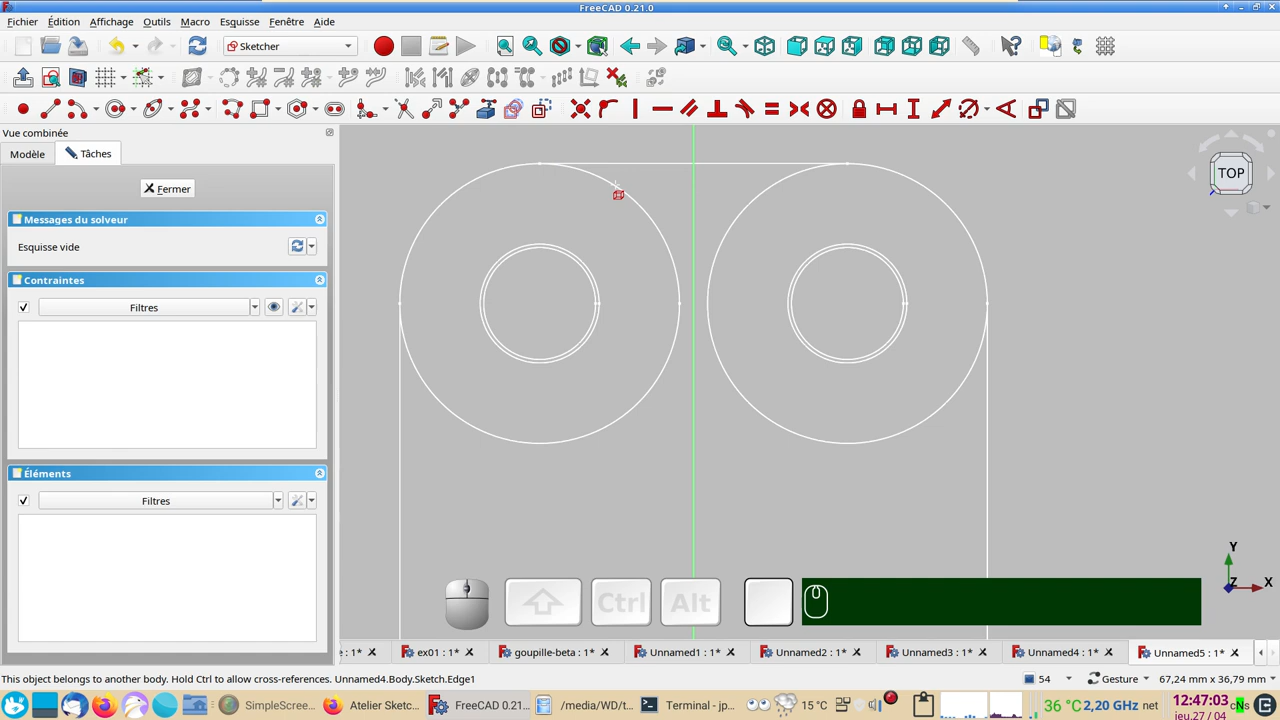 FreeCAD 0.21.0
Fichier Édition Affichage Outils Macro Esquisse Fenêtre Aide
Sketcher
Vue combinée
Modèle Tâches
Fermer
Messages du solveur
Esquisse vide
Contraintes
Filtres
Éléments
Filtres
TOP
Y
Z X
Ctrl Alt
e : 1* ex01 : 1* goupille-beta : 1* Unnamed1 : 1* Unnamed2 : 1* Unnamed3 : 1* Unnamed4 : 1* Unnamed5 : 1*
This object belongs to another body. Hold Ctrl to allow cross-references. Unnamed4.Body.Sketch.Edge1 54 Gesture 67,24 mm x 36,79 mm
SimpleScree... Atelier Sketc... FreeCAD 0.21... /media/WD/t... Terminal - jp... 15 °C 36 °C 2,20 GHz net 12:47:03 cNs
jeu.27 / 04